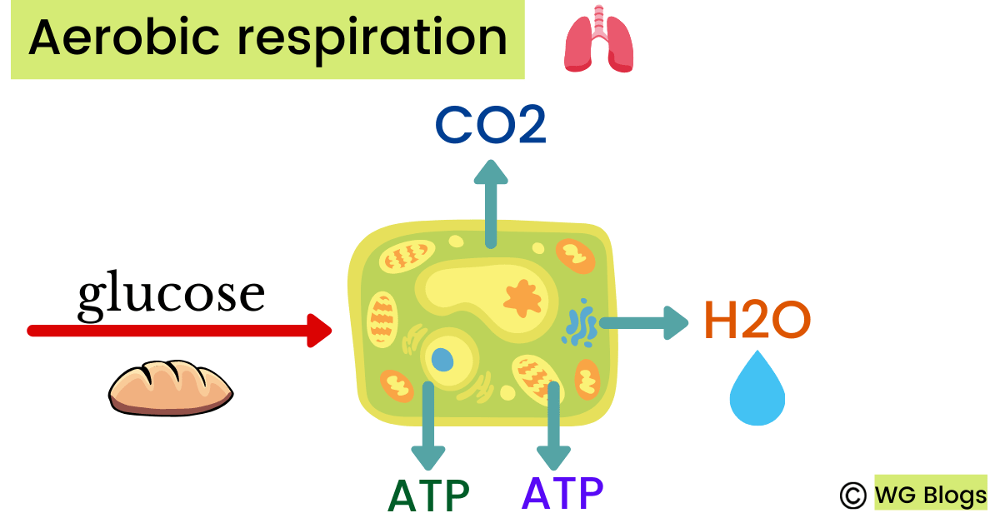 Aerobic respiration
CO2
glucose
H2O
ATP
ATP
© WG Blogs